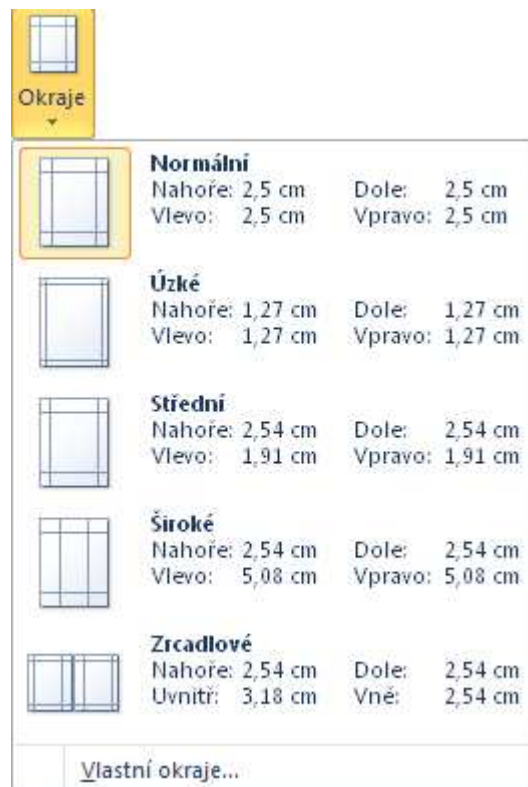 Okraje
Normální
Nahoře: 2,5 cm Dole: 2,5 cm
Vlevo: 2,5 cm Vpravo: 2,5 cm
Úzké
Nahoře: 1,27 cm Dole: 1,27 cm
Vlevo: 1,27 cm Vpravo: 1,27 cm
Střední
Nahoře: 2,54 cm Dole: 2,54 cm
Vlevo: 1,91 cm Vpravo: 1,91 cm
Široké
Nahoře: 2,54 cm Dole: 2,54 cm
Vlevo: 5,08 cm Vpravo: 5,08 cm
Zrcadlové
Nahoře: 2,54 cm Dole: 2,54 cm
Uvnitř: 3,18 cm Vně: 2,54 cm
Vlastní okraje...